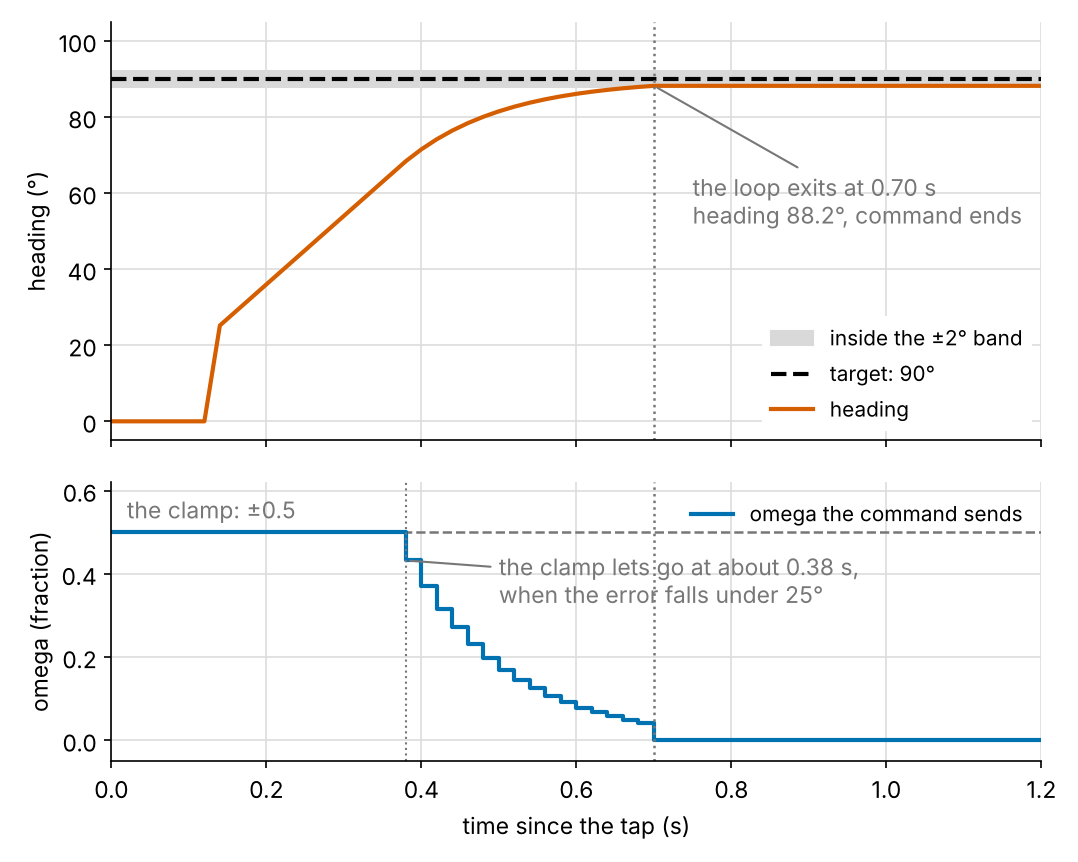 100
80
60
40
20
0
heading (°)
the loop exits at 0.70 s
heading 88.2°, command ends
inside the ±2° band
target: 90°
heading
0.6
0.4
0.2
0.0
omega (fraction)
the clamp: ±0.5
omega the command sends
the clamp lets go at about 0.38 s,
when the error falls under 25°
0.0 0.2 0.4 0.6 0.8 1.0 1.2
time since the tap (s)